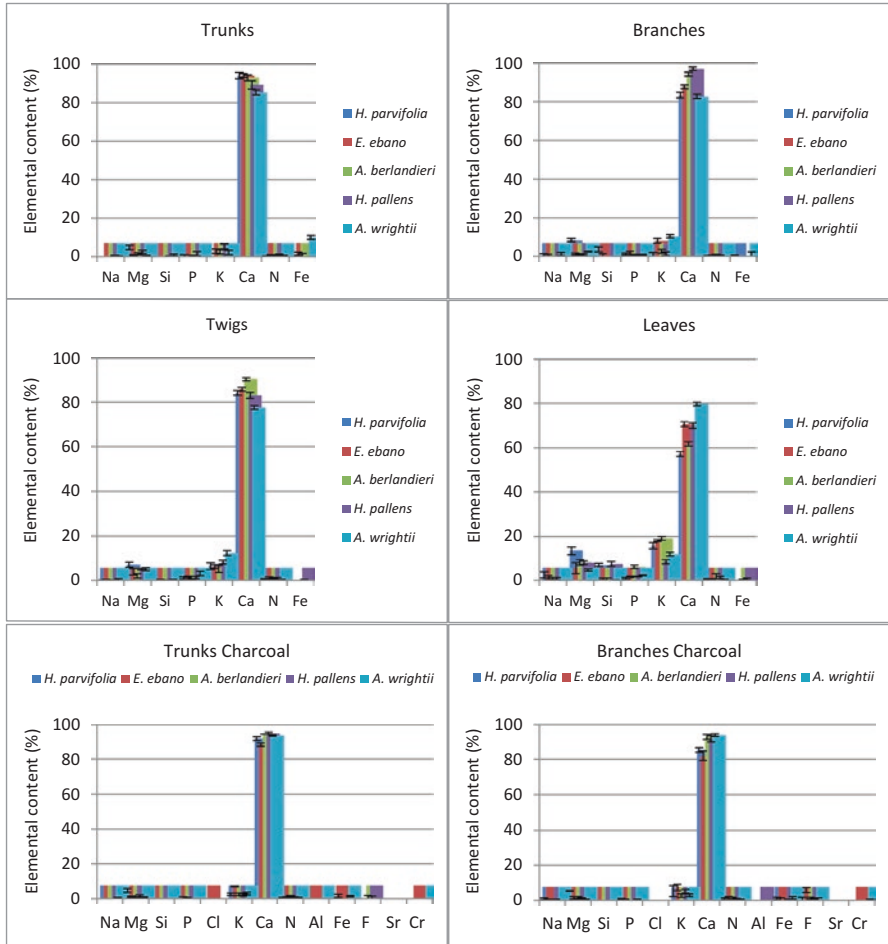 Trunks
Elemental content (%)
100
80
60
40
20
0
Na Mg Si P K Ca N Fe
H. parvifolia
E. ebano
A. berlandieri
H. pallens
A. wrightii
Branches
Elemental content (%)
100
80
60
40
20
0
Na Mg Si P K Ca N Fe
H. parvifolia
E. ebano
A. berlandieri
H. pallens
A. wrightii
Twigs
Elemental content (%)
100
80
60
40
20
0
Na Mg Si P K Ca N Fe
H. parvifolia
E. ebano
A. berlandieri
H. pallens
A. wrightii
Leaves
Elemental content (%)
100
80
60
40
20
0
Na Mg Si P K Ca N Fe
H. parvifolia
E. ebano
A. berlandieri
H. pallens
A. wrightii
Trunks Charcoal
H. parvifolia E. ebano A. berlandieri H. pallens A. wrightii
Elemental content (%)
100
80
60
40
20
0
Na Mg Si P Cl K Ca N Al Fe F Sr Cr
Branches Charcoal
H. parvifolia E. ebano A. berlandieri H. pallens A. wrightii
Elemental content (%)
100
80
60
40
20
0
Na Mg Si P Cl K Ca N Al Fe F Sr Cr